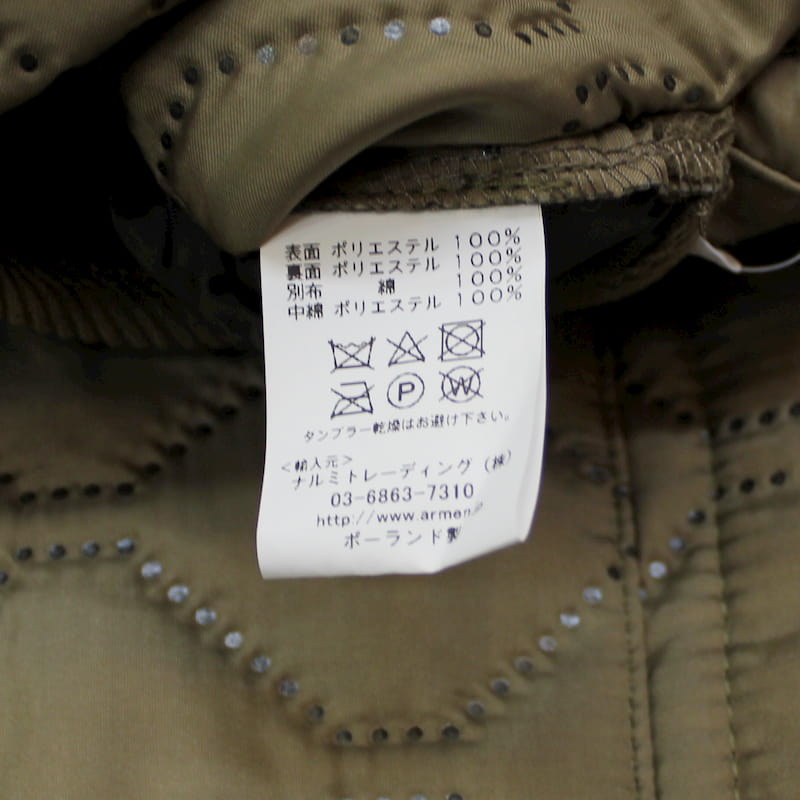 表面 ポリエステル 100%
裏面 ポリエステル 100%
別布 綿 100%
中綿 ポリエステル 100%
P W
タンブラー乾燥はお避け下さい。
<輸入元>
ナルミトレーディング (株)
03-6863-7310
http://www.armen
ポーランド製